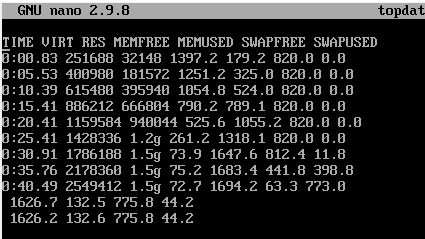 GNU nano 2.9.8 topdat
TIME VIRT RES MEMFREE MEMUSED SWAPFREE SWAPUSED
0:00.83 251688 32148 1397.2 179.2 820.0 0.0
0:05.53 400980 181572 1251.2 325.0 820.0 0.0
0:10.39 615480 395940 1054.8 524.0 820.0 0.0
0:15.41 886212 666804 790.2 789.1 820.0 0.0
0:20.41 1159584 940044 525.6 1055.2 820.0 0.0
0:25.41 1428336 1.2g 261.2 1318.1 820.0 0.0
0:30.91 1786188 1.5g 73.9 1647.6 812.4 11.8
0:35.76 2178360 1.5g 75.2 1683.4 441.8 398.8
0:40.49 2549412 1.5g 72.7 1694.2 63.3 773.0
1626.7 132.5 775.8 44.2
1626.2 132.6 775.8 44.2